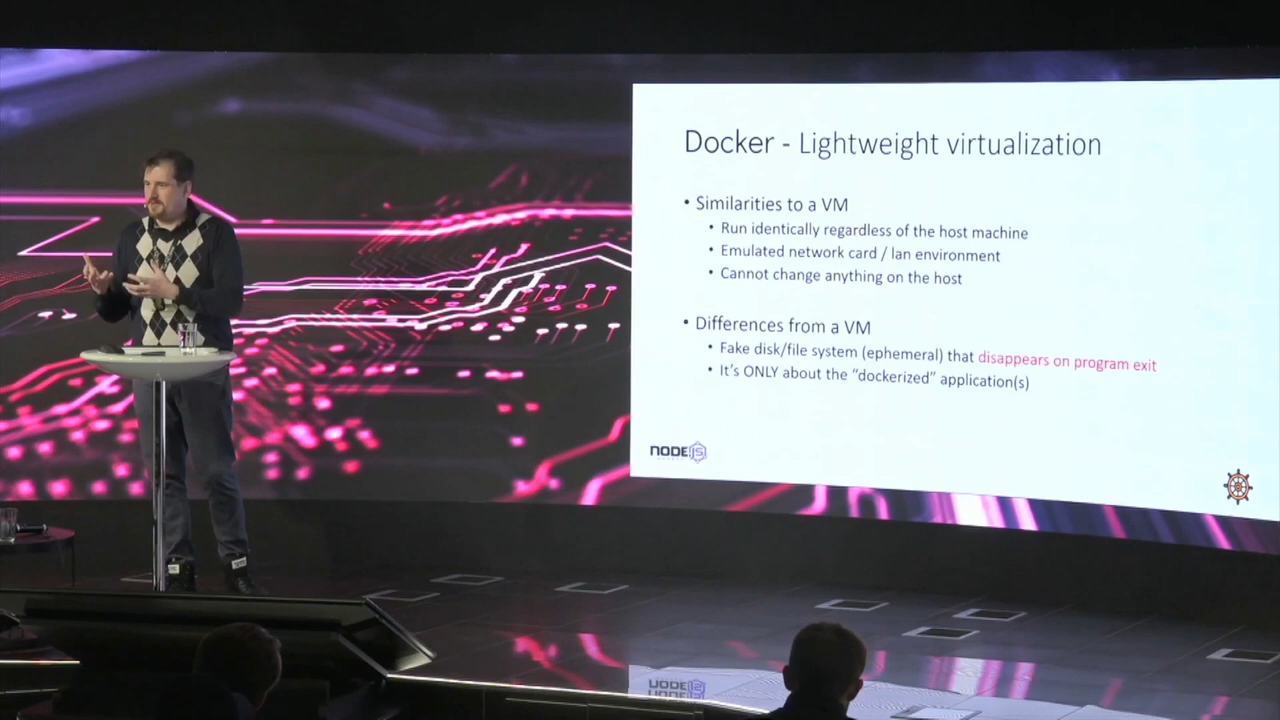 Docker - Lightweight virtualization
• Similarities to a VM
• Run identically regardless of the host machine
• Emulated network card / lan environment
• Cannot change anything on the host
• Differences from a VM
• Fake disk/file system (ephemeral) that disappears on program exit
• It's ONLY about the “dockerized” application(s)
NODE JS